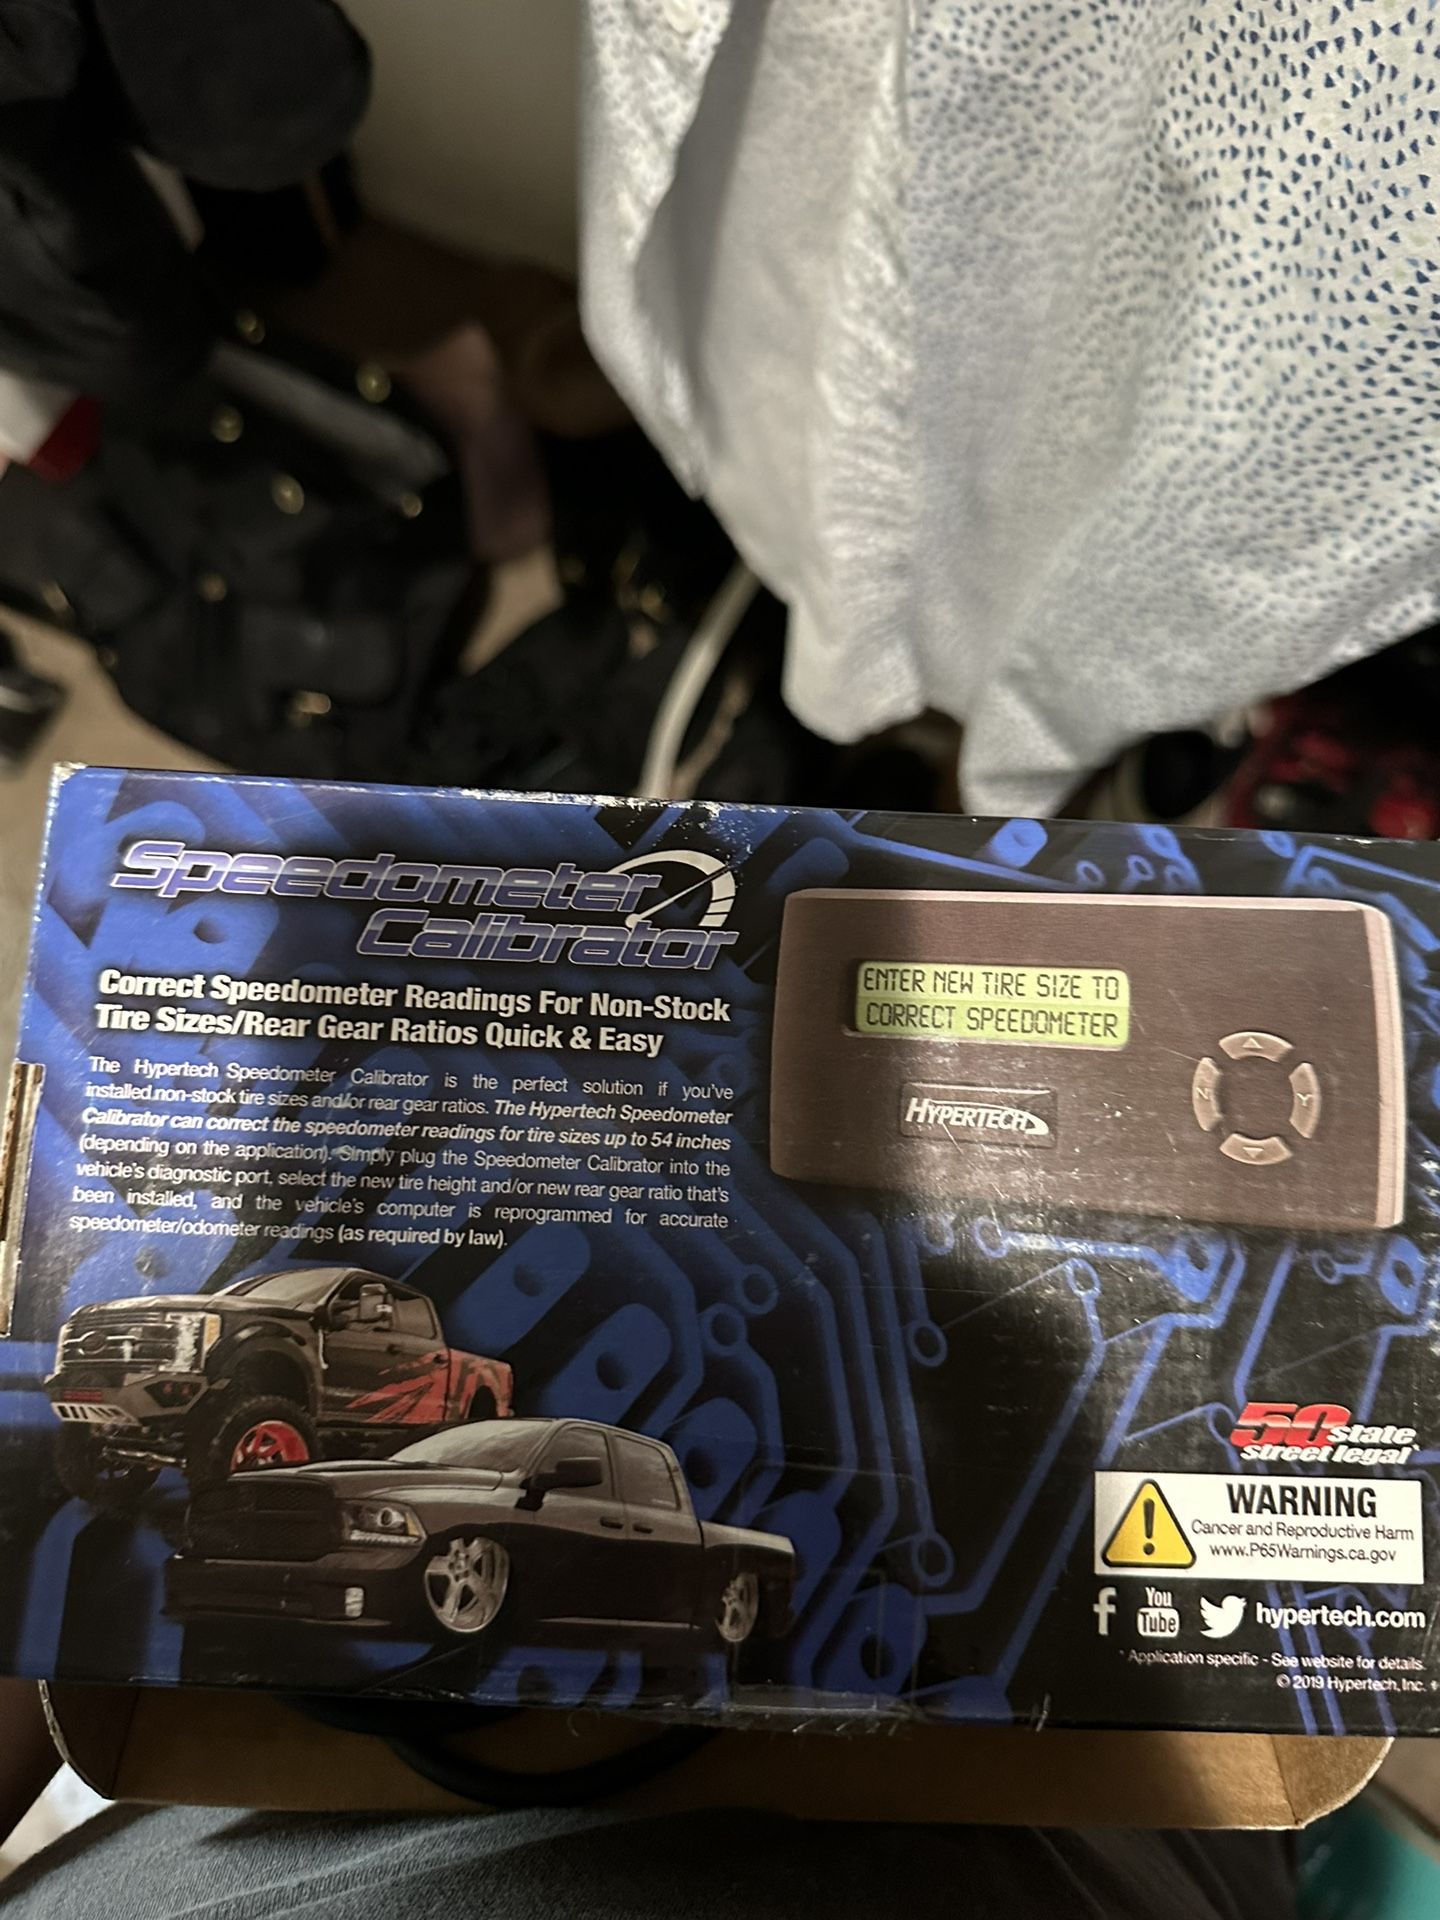 Speedometer
Calibrator
Correct Speedometer Readings For Non-Stock
Tire Sizes/Rear Gear Ratios Quick & Easy
The Hypertech Speedometer Calibrator is the perfect solution if you've
installed non-stock tire sizes and/or rear gear ratios. The Hypertech Speedometer
Calibrator can correct the speedometer readings for tire sizes up to 54 inches
(depending on the application). Simply plug the Speedometer Calibrator into the
vehicle's diagnostic port, select the new tire height and/or new rear gear ratio that's
been installed, and the vehicle's computer is reprogrammed for accurate
speedometer/odometer readings (as required by law).
ENTER NEW TIRE SIZE TO
CORRECT SPEEDOMETER
HYPERTECH
N
Y
50 state
street legal*
WARNING
Cancer and Reproductive Harm
www.P65Warnings.ca.gov
f
You
Tube
hypertech.com
* Application specific - See website for details.
© 2019 Hypertech, Inc.